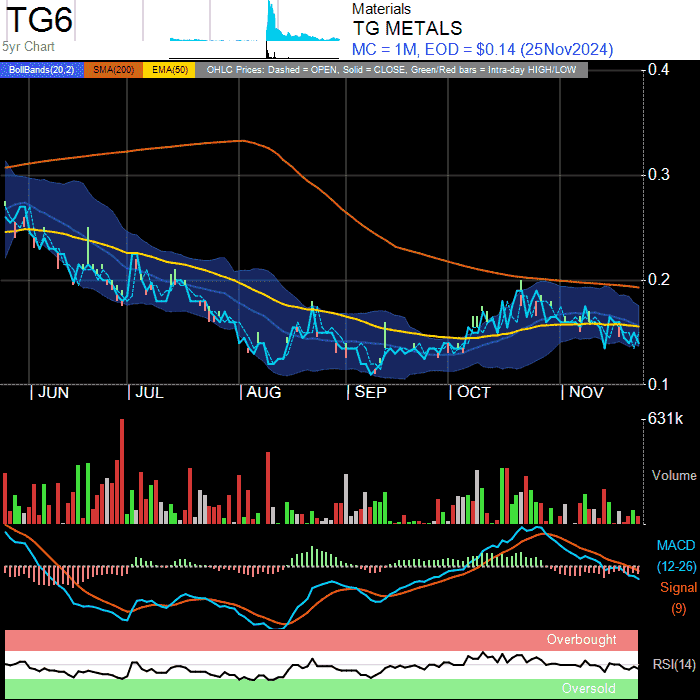 TG6
5yr Chart
Materials
TG METALS
MC = 1M, EOD = $0.14 (25Nov2024)
BollBands(20,2) SMA(200) EMA(50) OHLC Prices: Dashed = OPEN, Solid = CLOSE, Green/Red bars = Intra-day HIGH/LOW
0.4
0.3
0.2
0.1
| JUN | JUL | AUG | SEP | OCT | NOV
631k
Volume
MACD
(12-26)
Signal
(9)
Overbought
RSI(14)
Oversold